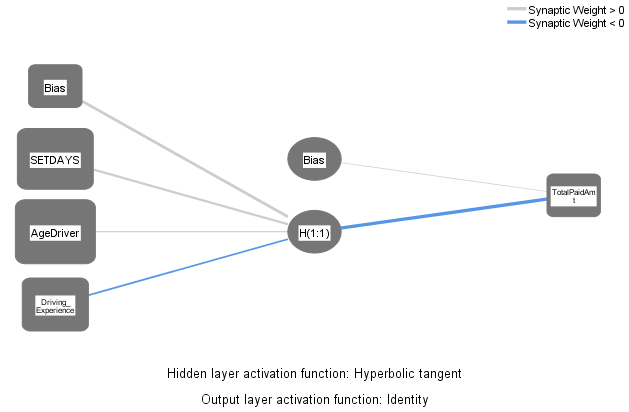 Synaptic Weight > 0
Synaptic Weight < 0
Bias
SETDAYS
Bias
TotalPaidAm
t
AgeDriver
H(1:1)
Driving_
Experience
Hidden layer activation function: Hyperbolic tangent
Output layer activation function: Identity